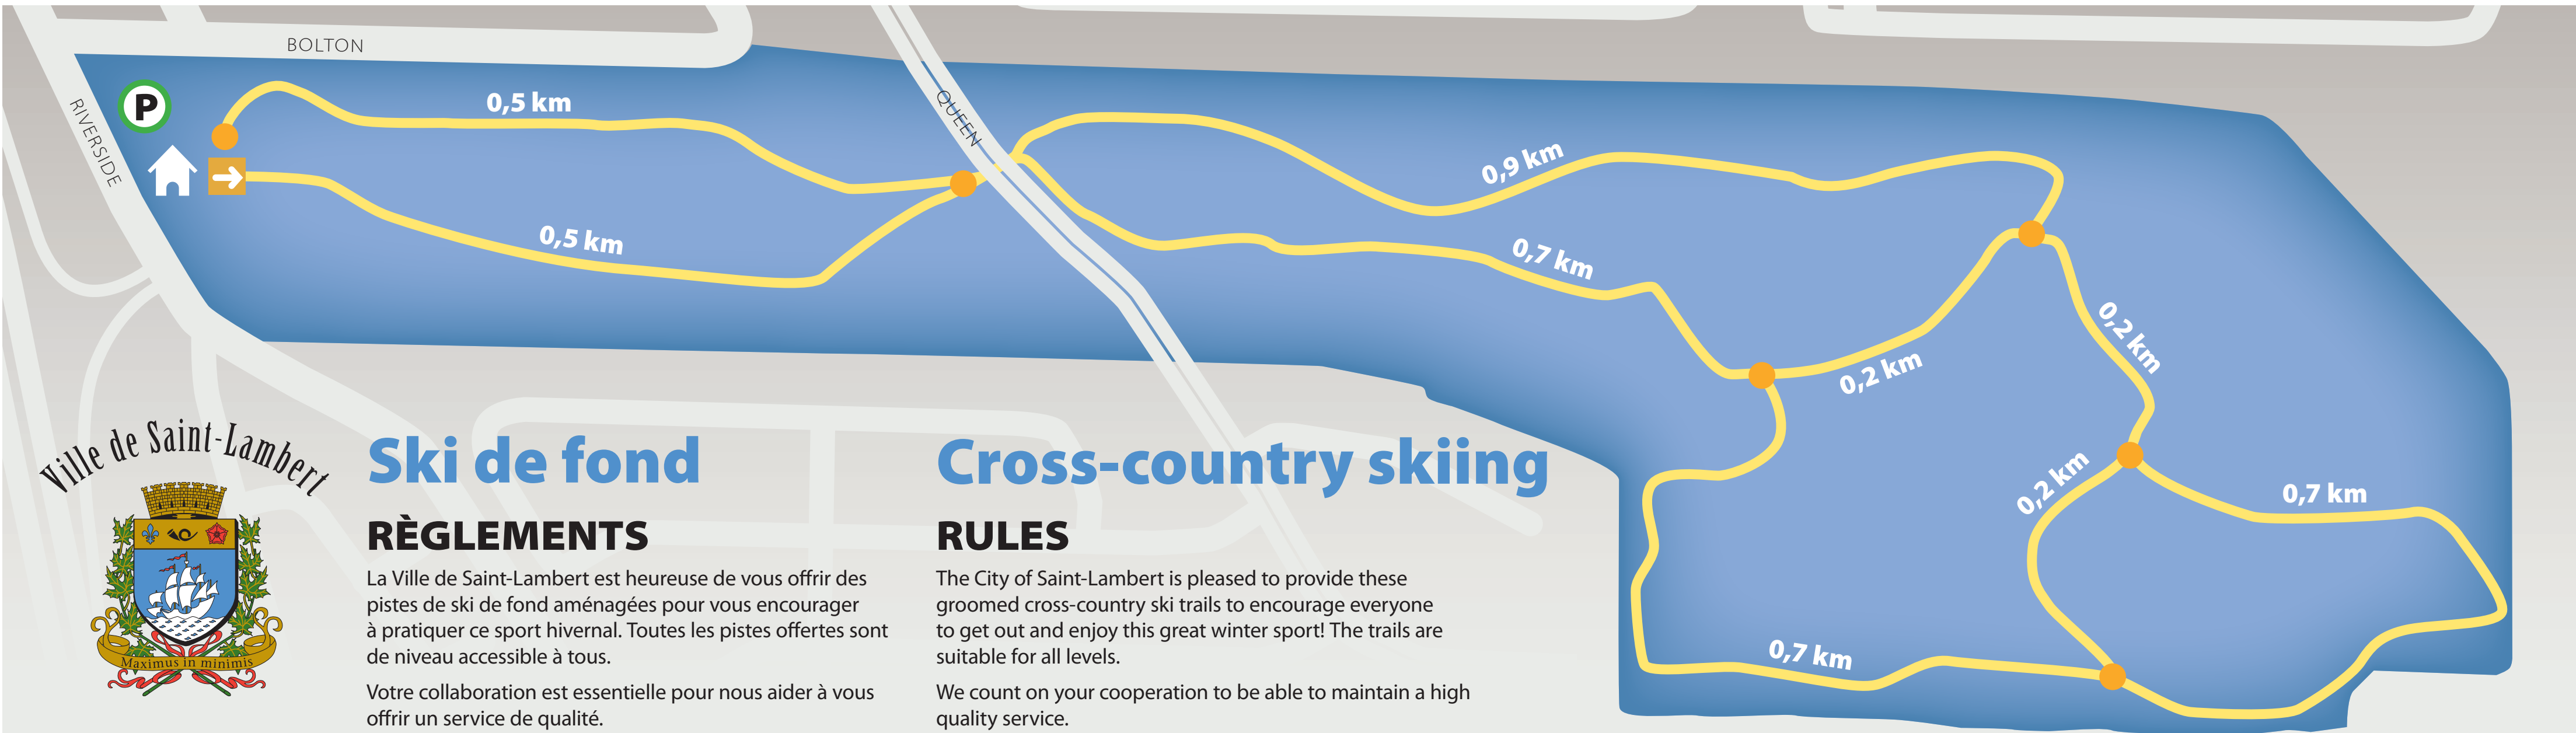 BOLTON
P
RIVERSIDE
QUEEN
0,5 km
0,5 km
0,9 km
0,7 km
0,2 km
0,2 km
0,2 km
0,7 km
0,7 km
Ville de Saint-Lambert
Maximus in minimis
Ski de fond
RÈGLEMENTS
La Ville de Saint-Lambert est heureuse de vous offrir des
pistes de ski de fond aménagées pour vous encourager
à pratiquer ce sport hivernal. Toutes les pistes offertes sont
de niveau accessible à tous.
Votre collaboration est essentielle pour nous aider à vous
offrir un service de qualité.
Cross-country skiing
RULES
The City of Saint-Lambert is pleased to provide these
groomed cross-country ski trails to encourage everyone
to get out and enjoy this great winter sport! The trails are
suitable for all levels.
We count on your cooperation to be able to maintain a high
quality service.